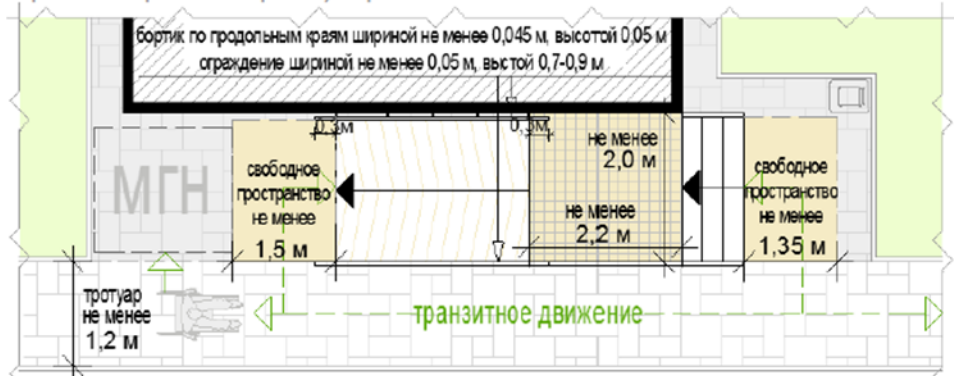 бортик по продольным краям шириной не менее 0,045 м, высоттой 0,05 м
ограждение шириной не менее 0,05 м, выстой 0,7-0,9 м
0,3м
0,3м
не менее
2,0 м
свободное
пространство
не менее
1,5 м
МГН
не менее
2,2 м
свободное
пространство
не менее
1,35 м
тротуар
не менее
1,2 м
транзитное движение